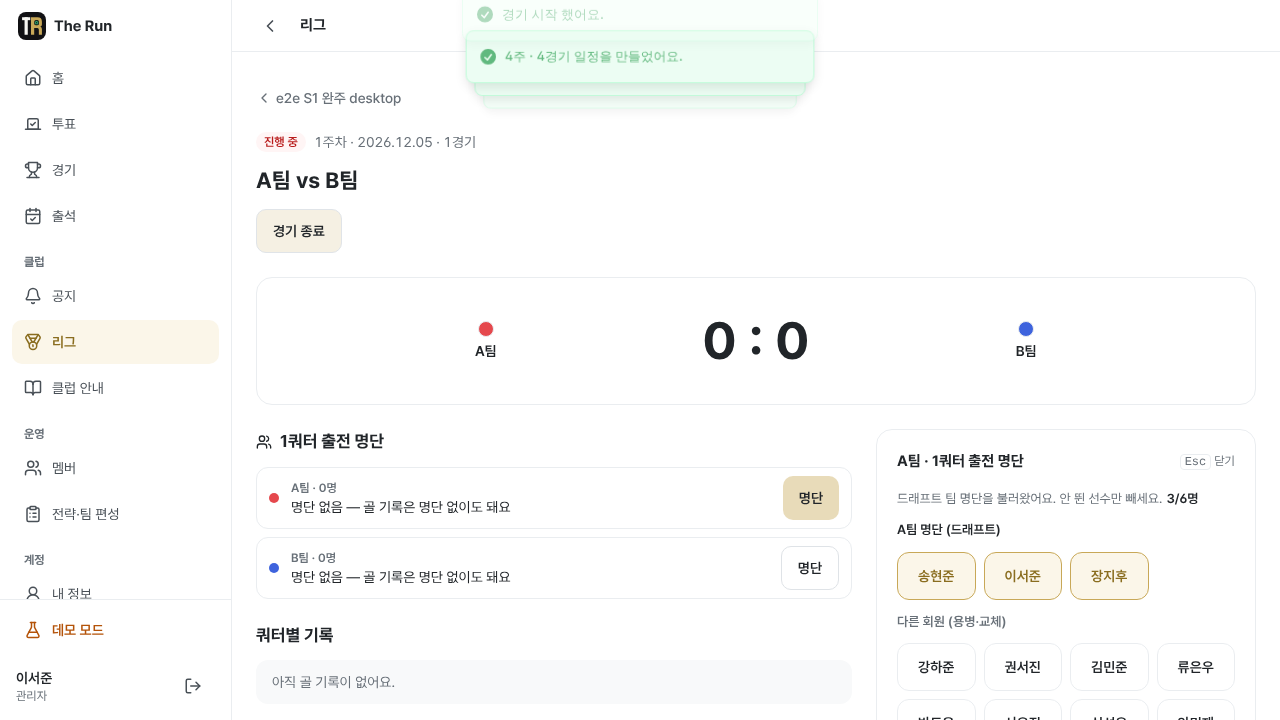 TR The Run
홈
투표
경기
출석
클럽
공지
리그
클럽 안내
운영
멤버
전략·팀 편성
계정
내 정보
데모 모드
이서준
관리자
리그
경기 시작 했어요.
4주 · 4경기 일정을 만들었어요.
e2e S1 완주 desktop
진행 중 1주차 · 2026.12.05 · 1경기
A팀 vs B팀
경기 종료
A팀
0 : 0
B팀
1쿼터 출전 명단
A팀 · 0명
명단 없음 — 골 기록은 명단 없이도 돼요
명단
B팀 · 0명
명단 없음 — 골 기록은 명단 없이도 돼요
명단
쿼터별 기록
아직 골 기록이 없어요.
A팀 · 1쿼터 출전 명단
Esc 닫기
드래프트 팀 명단을 불러왔어요. 안 뛴 선수만 빼세요. 3/6명
A팀 명단 (드래프트)
송현준 이서준 장지후
다른 회원 (용병·교체)
강하준 권서진 김민준 류은우